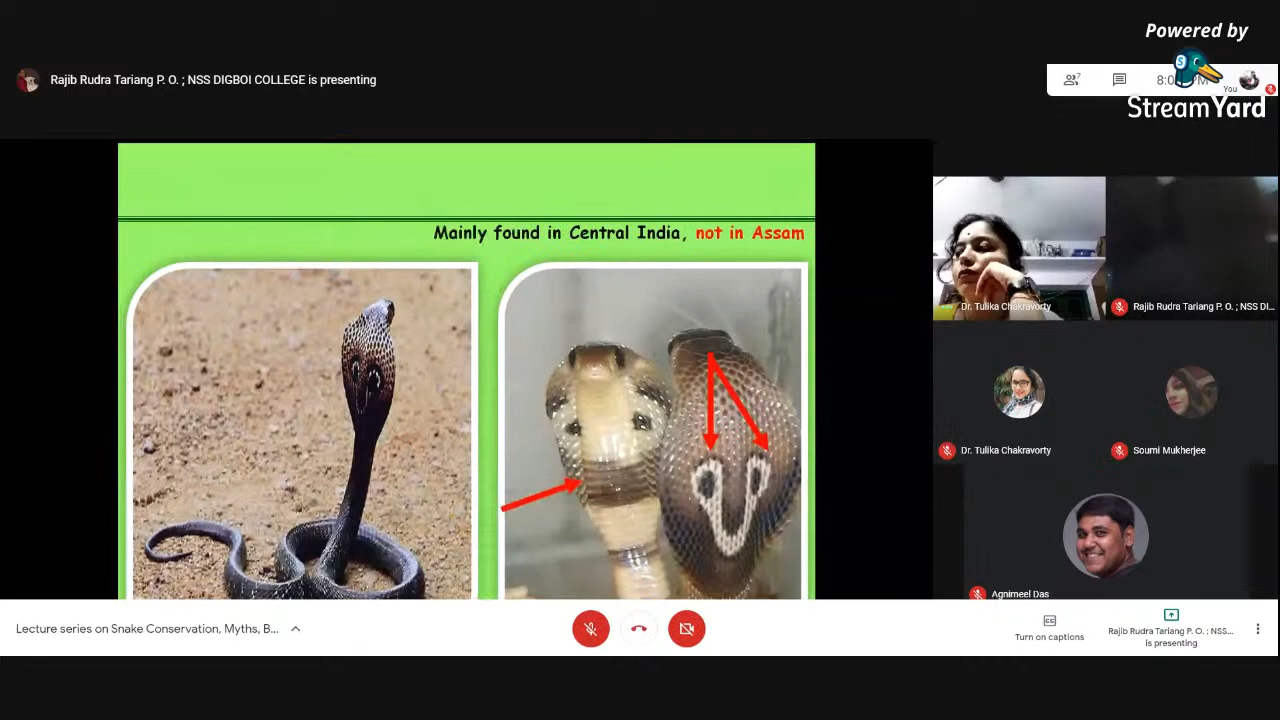 Powered by
StreamYard
Rajib Rudra Tariang P. O. ; NSS DIGBOI COLLEGE is presenting
7
You
Mainly found in Central India, not in Assam
Dr. Tulika Chakravorty
Rajib Rudra Tariang P. O. ; NSS DI...
Dr. Tulika Chakravorty
Soumi Mukherjee
Agnimeel Das
Lecture series on Snake Conservation, Myths, B...
Turn on captions
Rajib Rudra Tariang P. O. ; NSS...
is presenting